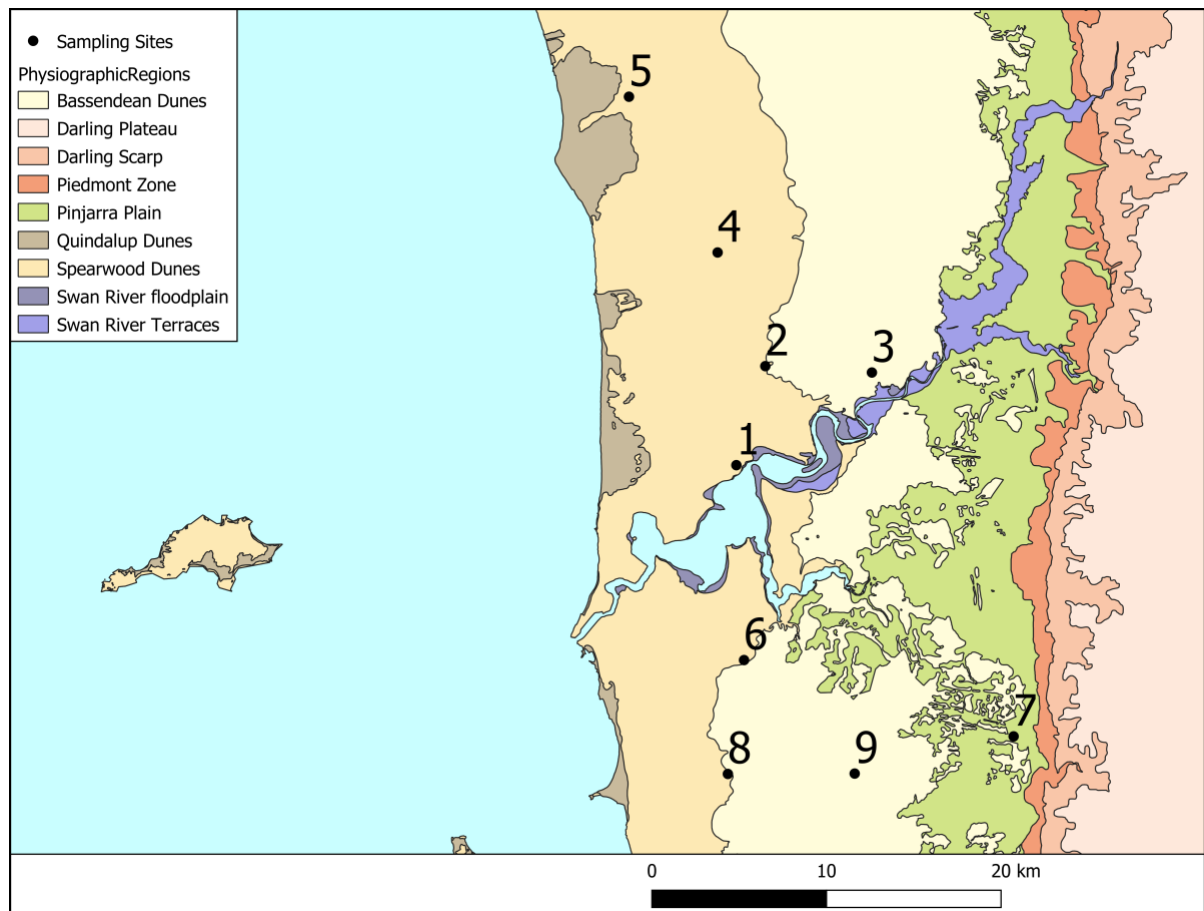 Sampling Sites
PhysiographicRegions
Bassendean Dunes
Darling Plateau
Darling Scarp
Piedmont Zone
Pinjarra Plain
Quindalup Dunes
Spearwood Dunes
Swan River floodplain
Swan River Terraces
5
4
2
3
1
6
7
8
9
0 10 20 km